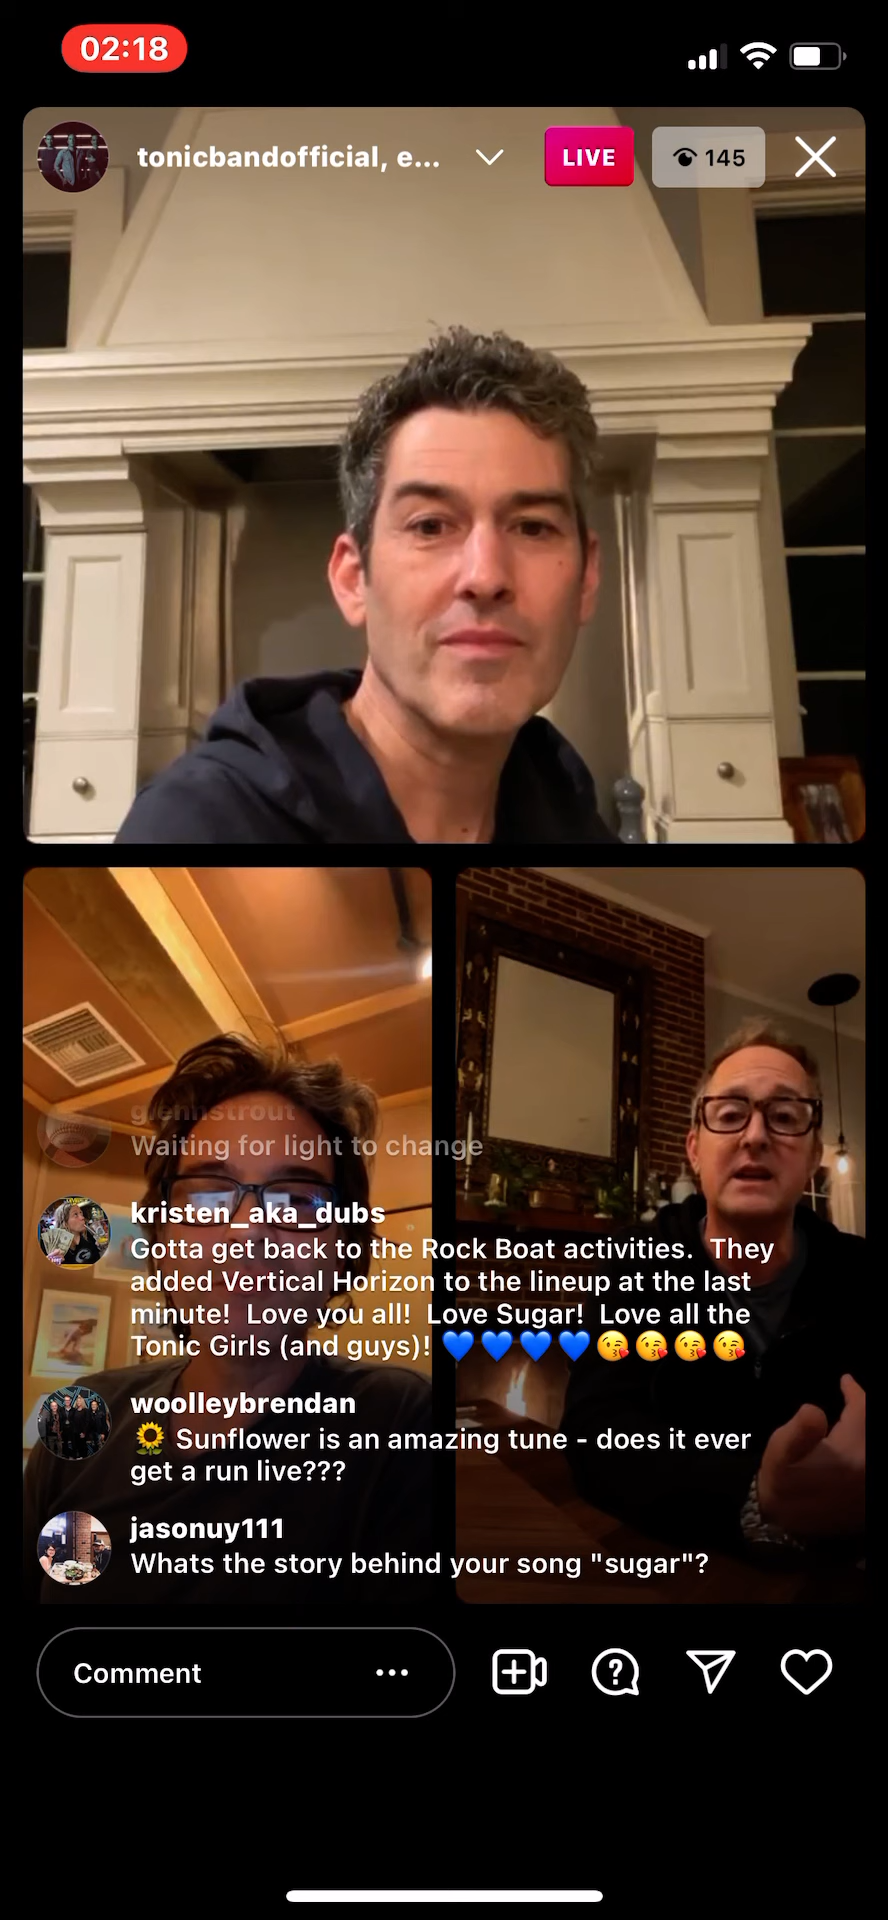 02:18
tonicbandofficial, e...
LIVE
145
glennstrout
Waiting for light to change
kristen_aka_dubs
Gotta get back to the Rock Boat activities.  They
added Vertical Horizon to the lineup at the last
minute!  Love you all!  Love Sugar!  Love all the
Tonic Girls (and guys)! 💙💙💙💙😘😘😘😘
woolleybrendan
🌻 Sunflower is an amazing tune - does it ever
get a run live???
jasonuy111
Whats the story behind your song "sugar"?
Comment